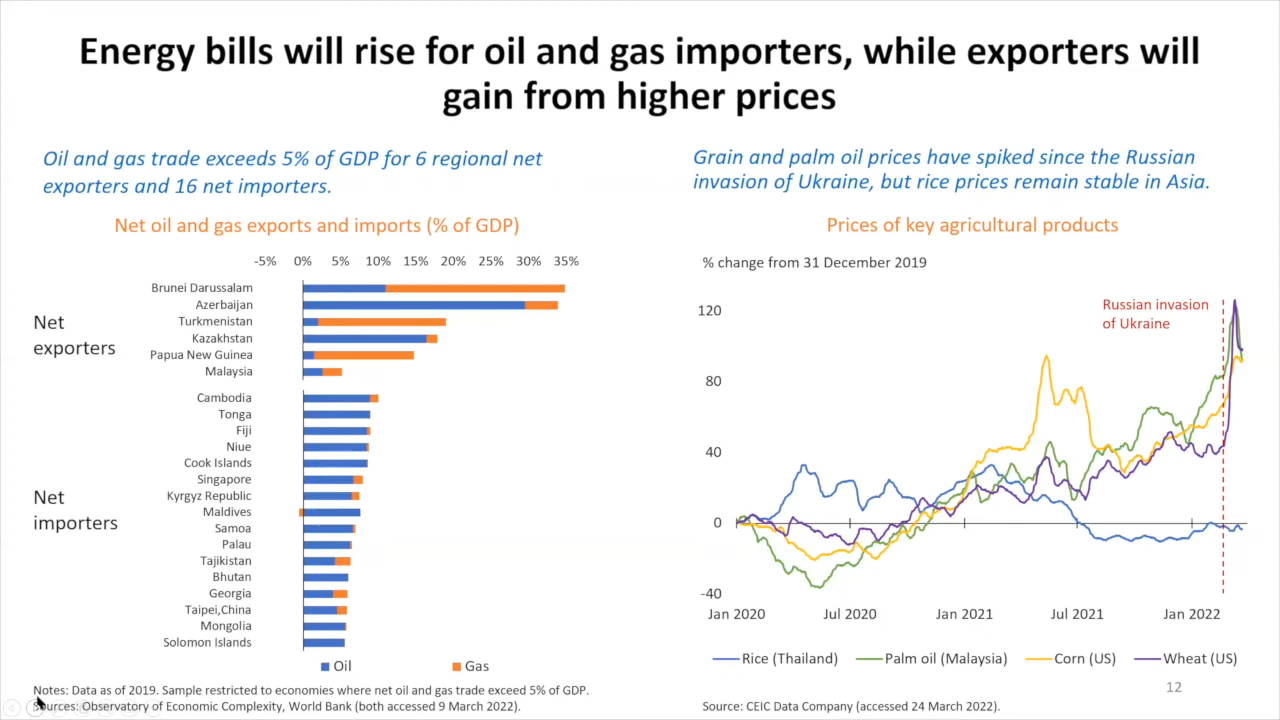 Energy bills will rise for oil and gas importers, while exporters will
gain from higher prices
Oil and gas trade exceeds 5% of GDP for 6 regional net
exporters and 16 net importers.
Net oil and gas exports and imports (% of GDP)
-5% 0% 5% 10% 15% 20% 25% 30% 35%
Net
exporters
Brunei Darussalam
Azerbaijan
Turkmenistan
Kazakhstan
Papua New Guinea
Malaysia
Net
importers
Cambodia
Tonga
Fiji
Niue
Cook Islands
Singapore
Kyrgyz Republic
Maldives
Samoa
Palau
Tajikistan
Bhutan
Georgia
Taipei,China
Mongolia
Solomon Islands
Oil Gas
Notes: Data as of 2019. Sample restricted to economies where net oil and gas trade exceed 5% of GDP.
Sources: Observatory of Economic Complexity, World Bank (both accessed 9 March 2022).
Grain and palm oil prices have spiked since the Russian
invasion of Ukraine, but rice prices remain stable in Asia.
Prices of key agricultural products
% change from 31 December 2019
Russian invasion
of Ukraine
120
80
40
0
-40
Jan 2020 Jul 2020 Jan 2021 Jul 2021 Jan 2022
Rice (Thailand) Palm oil (Malaysia) Corn (US) Wheat (US)
12
Source: CEIC Data Company (accessed 24 March 2022).